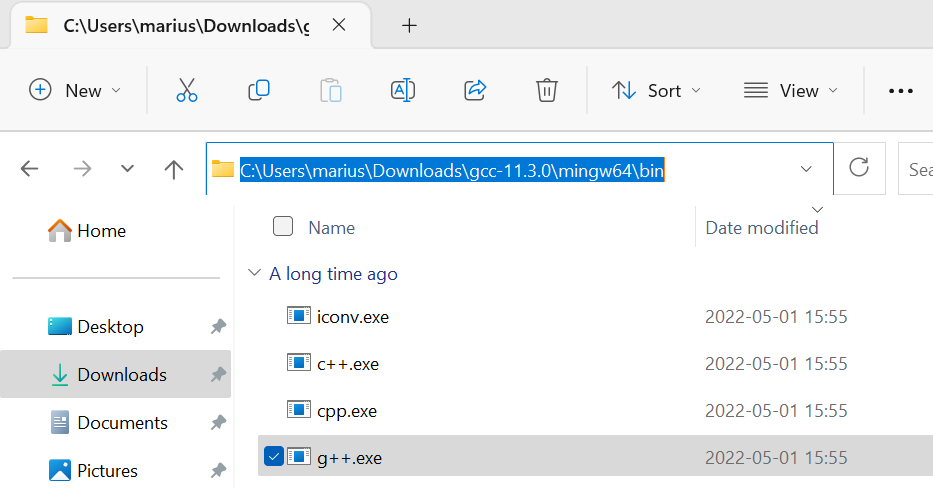 C:\Users\marius\Downloads\g
New
Sort
View
C:\Users\marius\Downloads\gcc-11.3.0\mingw64\bin
Sea
Home
Name
Date modified
A long time ago
Desktop
iconv.exe
2022-05-01 15:55
Downloads
c++.exe
2022-05-01 15:55
Documents
cpp.exe
2022-05-01 15:55
Pictures
g++.exe
2022-05-01 15:55